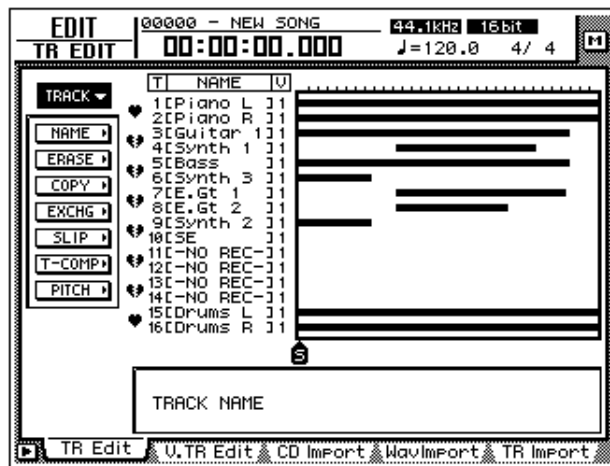 EDIT
TR EDIT
00000 - NEW SONG
00:00:00.000
44.1kHz 16bit
♩=120.0 4/ 4
M
TRACK
NAME
ERASE
COPY
EXCHG
SLIP
T-COMP
PITCH
T NAME V
1[Piano L ]1
2[Piano R ]1
3[Guitar 1]1
4[Synth 1 ]1
5[Bass ]1
6[Synth 3 ]1
7[E.Gt 1 ]1
8[E.Gt 2 ]1
9[Synth 2 ]1
10[SE ]1
11[-NO REC-]1
12[-NO REC-]1
13[-NO REC-]1
14[-NO REC-]1
15[Drums L ]1
16[Drums R ]1
S
TRACK NAME
TR Edit V.TR Edit CD Import WavImport TR Import